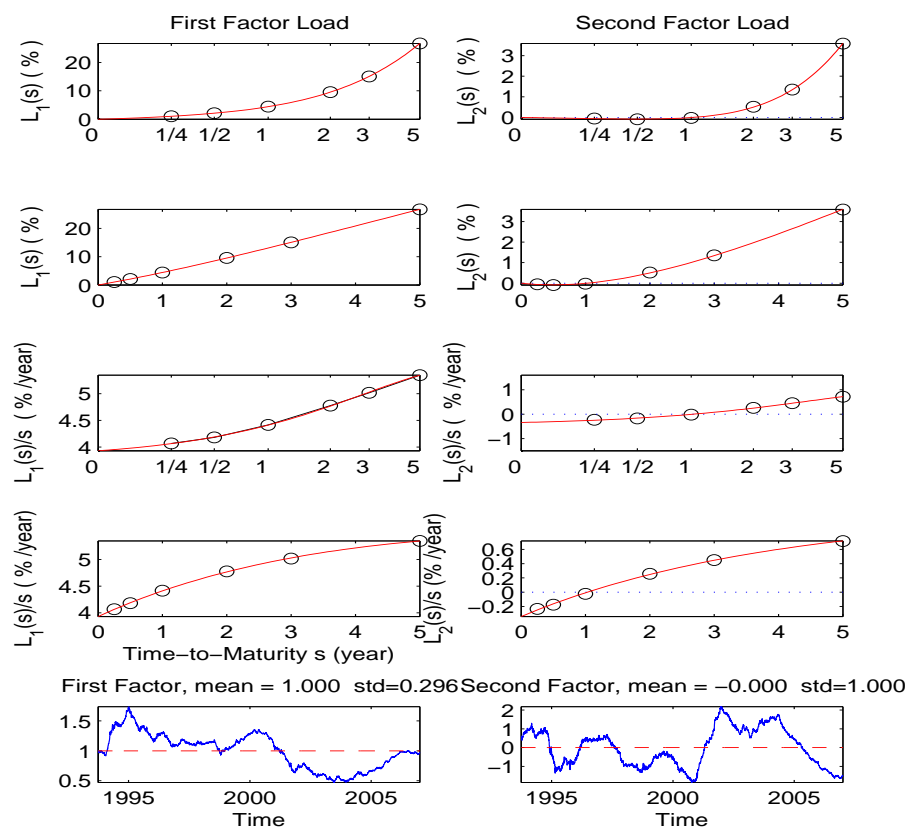 First Factor Load
Second Factor Load
L1(s) ( % )
20
10
0
0 1/4 1/2 1 2 3 5
L2(s) ( % )
3
2
1
0
0 1/4 1/2 1 2 3 5
L1(s) ( % )
20
10
0
0 1 2 3 4 5
L2(s) ( % )
3
2
1
0
0 1 2 3 4 5
L1(s)/s ( % /year)
5
4.5
4
0 1/4 1/2 1 2 3 5
L2(s)/s ( % /year)
1
0
−1
0 1/4 1/2 1 2 3 5
L1(s)/s ( % /year)
5
4.5
4
0 1 2 3 4 5
Time−to−Maturity s (year)
L2(s)/s (% /year)
0.6
0.4
0.2
0
−0.2
0 1 2 3 4 5
First Factor, mean = 1.000 std=0.296
Second Factor, mean = −0.000 std=1.000
1.5
1
0.5
1995 2000 2005
Time
2
1
0
−1
1995 2000 2005
Time